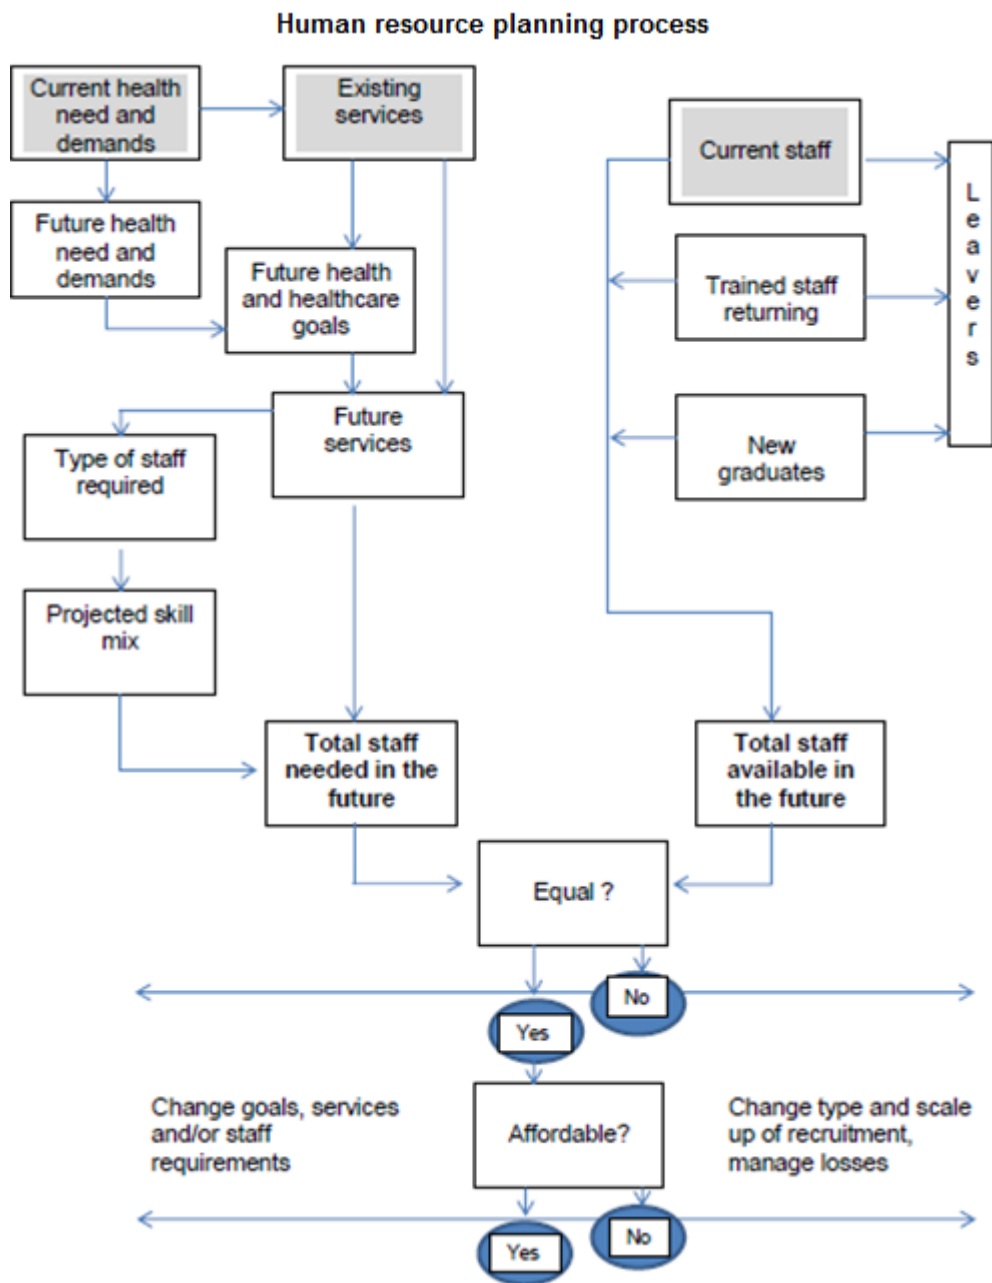 Human resource planning process
Current health
need and
demands
Existing
services
Current staff
Leavers
Future health
need and
demands
Future health
and healthcare
goals
Trained staff
returning
Future
services
Type of staff
required
New
graduates
Projected skill
mix
Total staff
needed in the
future
Total staff
available in
the future
Equal ?
No
Yes
Change goals, services
and/or staff
requirements
Affordable?
Change type and scale
up of recruitment,
manage losses
No
Yes